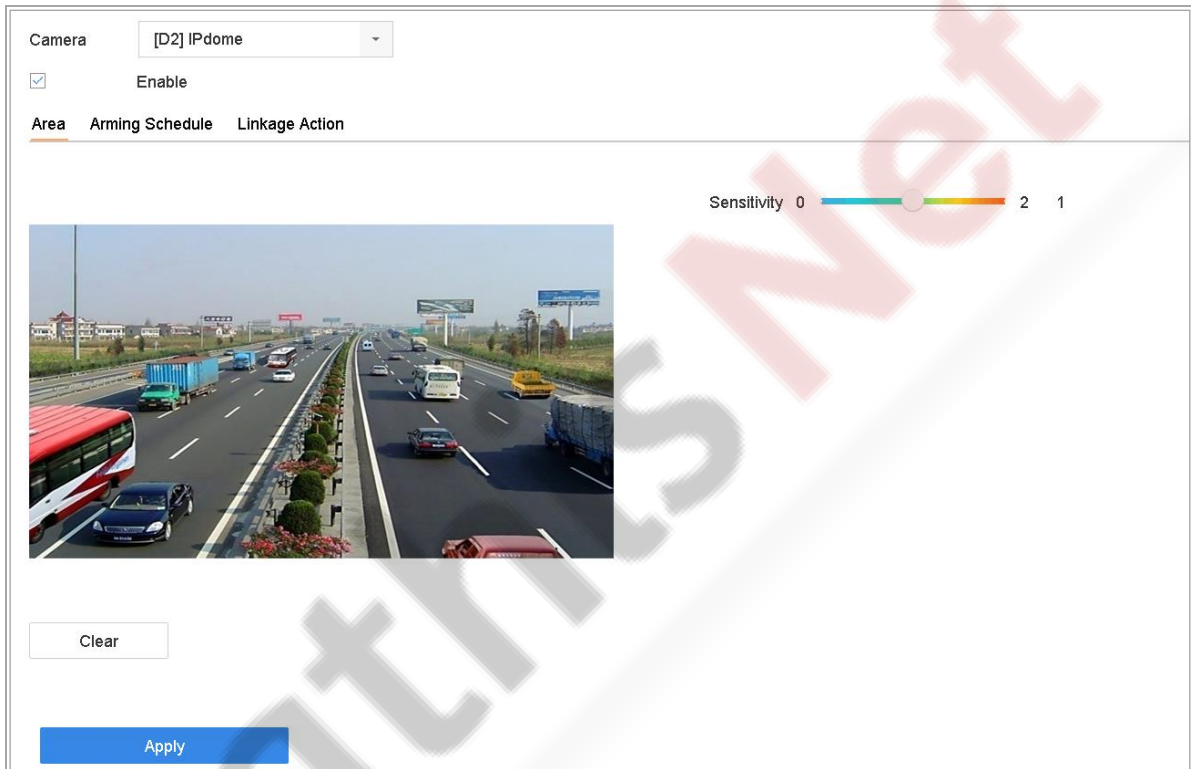 Camera [D2] IPdome
Enable
Area Arming Schedule Linkage Action
Sensitivity 0 2 1
Clear
Apply